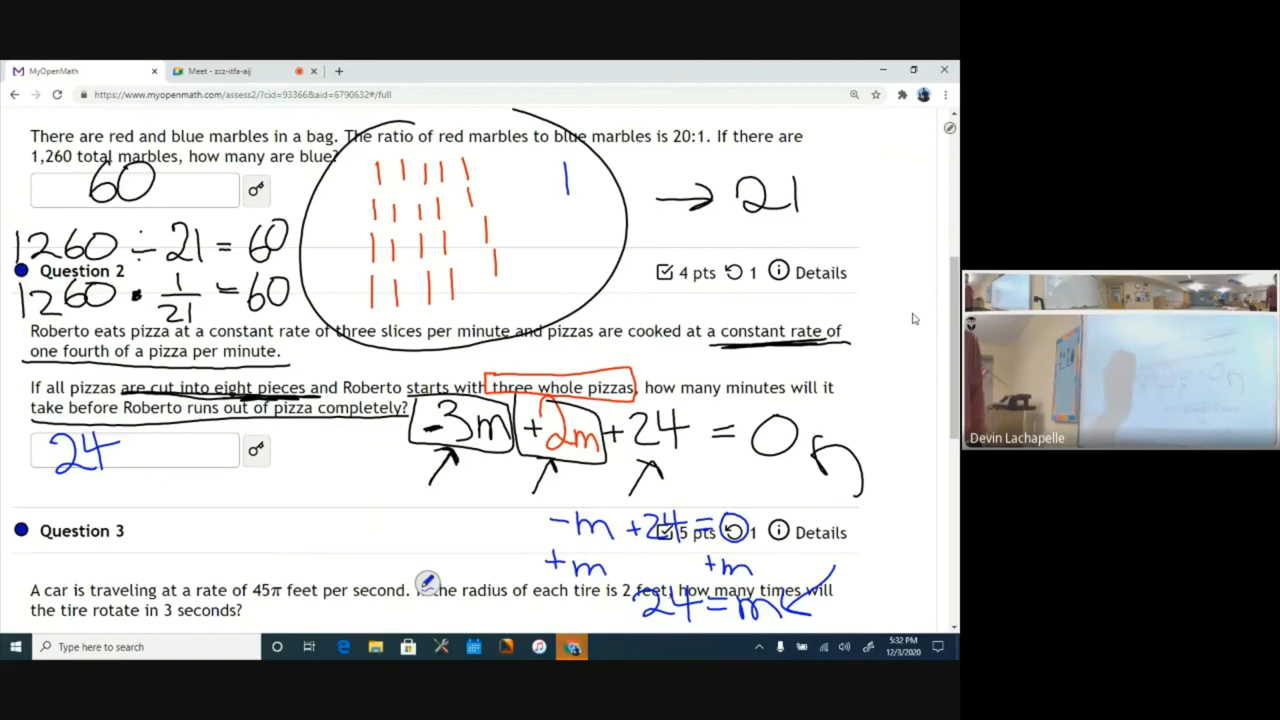 MyOpenMath
Meet - zcz-itfa-aij
https://www.myopenmath.com/assess2/?cid=93366&aid=6790632#/full
There are red and blue marbles in a bag. The ratio of red marbles to blue marbles is 20:1. If there are
1,260 total marbles, how many are blue?
60
→ 21
1260 ÷ 21 = 60
Question 2
4 pts 1 Details
1260 · 1/21 = 60
Roberto eats pizza at a constant rate of three slices per minute and pizzas are cooked at a constant rate of
one fourth of a pizza per minute.
If all pizzas are cut into eight pieces and Roberto starts with three whole pizzas, how many minutes will it
take before Roberto runs out of pizza completely?
-3m +2m +24 = 0
24
-m +24 = 0
Question 3
5 pts 1 Details
+m +m
A car is traveling at a rate of 45π feet per second. the radius of each tire is 2 feet, how many times will
24 = m
the tire rotate in 3 seconds?
Devin Lachapelle
Type here to search
5:32 PM
12/3/2020